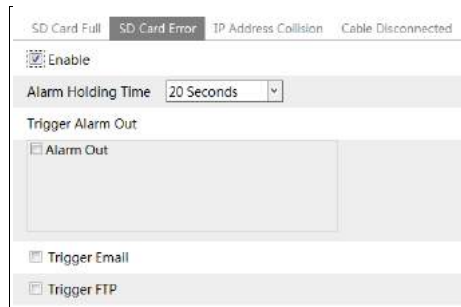 SD Card Full SD Card Error IP Address Collision Cable Disconnected
Enable
Alarm Holding Time 20 Seconds
Trigger Alarm Out
Alarm Out
Trigger Email
Trigger FTP